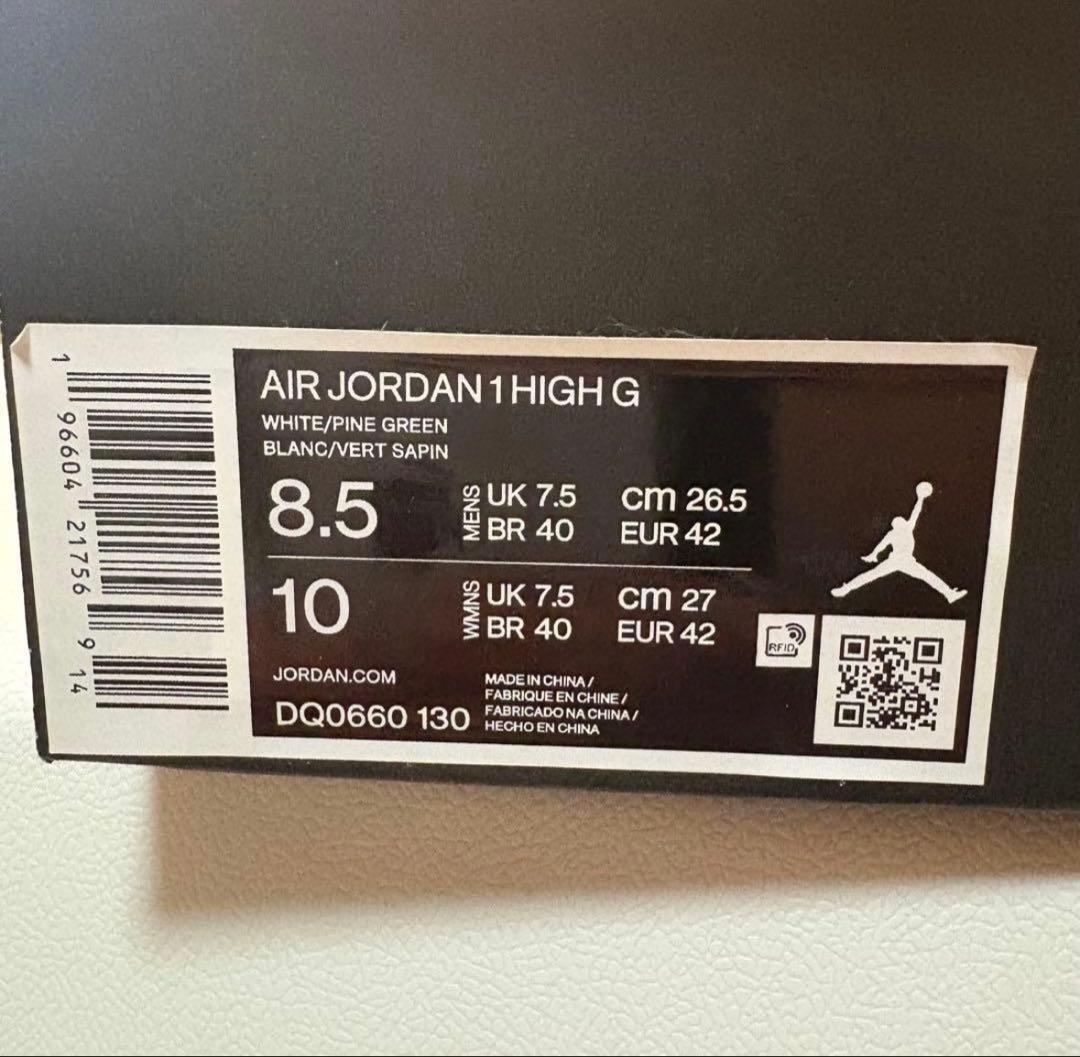 1 96604 21756 9 14
AIR JORDAN 1 HIGH G
WHITE/PINE GREEN
BLANC/VERT SAPIN
8.5
MENS
UK 7.5
cm 26.5
BR 40
EUR 42
10
WMNS
UK 7.5
cm 27
BR 40
EUR 42
RFID
JORDAN.COM
DQ0660 130
MADE IN CHINA /
FABRIQUE EN CHINE /
FABRICADO NA CHINA /
HECHO EN CHINA